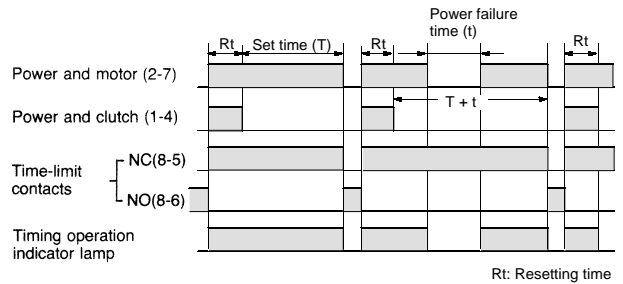 Power failure
time (t)
Rt
Set time (T)
Rt
Rt
Power and motor (2-7)
T + t
Power and clutch (1-4)
Time-limit
contacts
NC(8-5)
NO(8-6)
Timing operation
indicator lamp
Rt: Resetting time